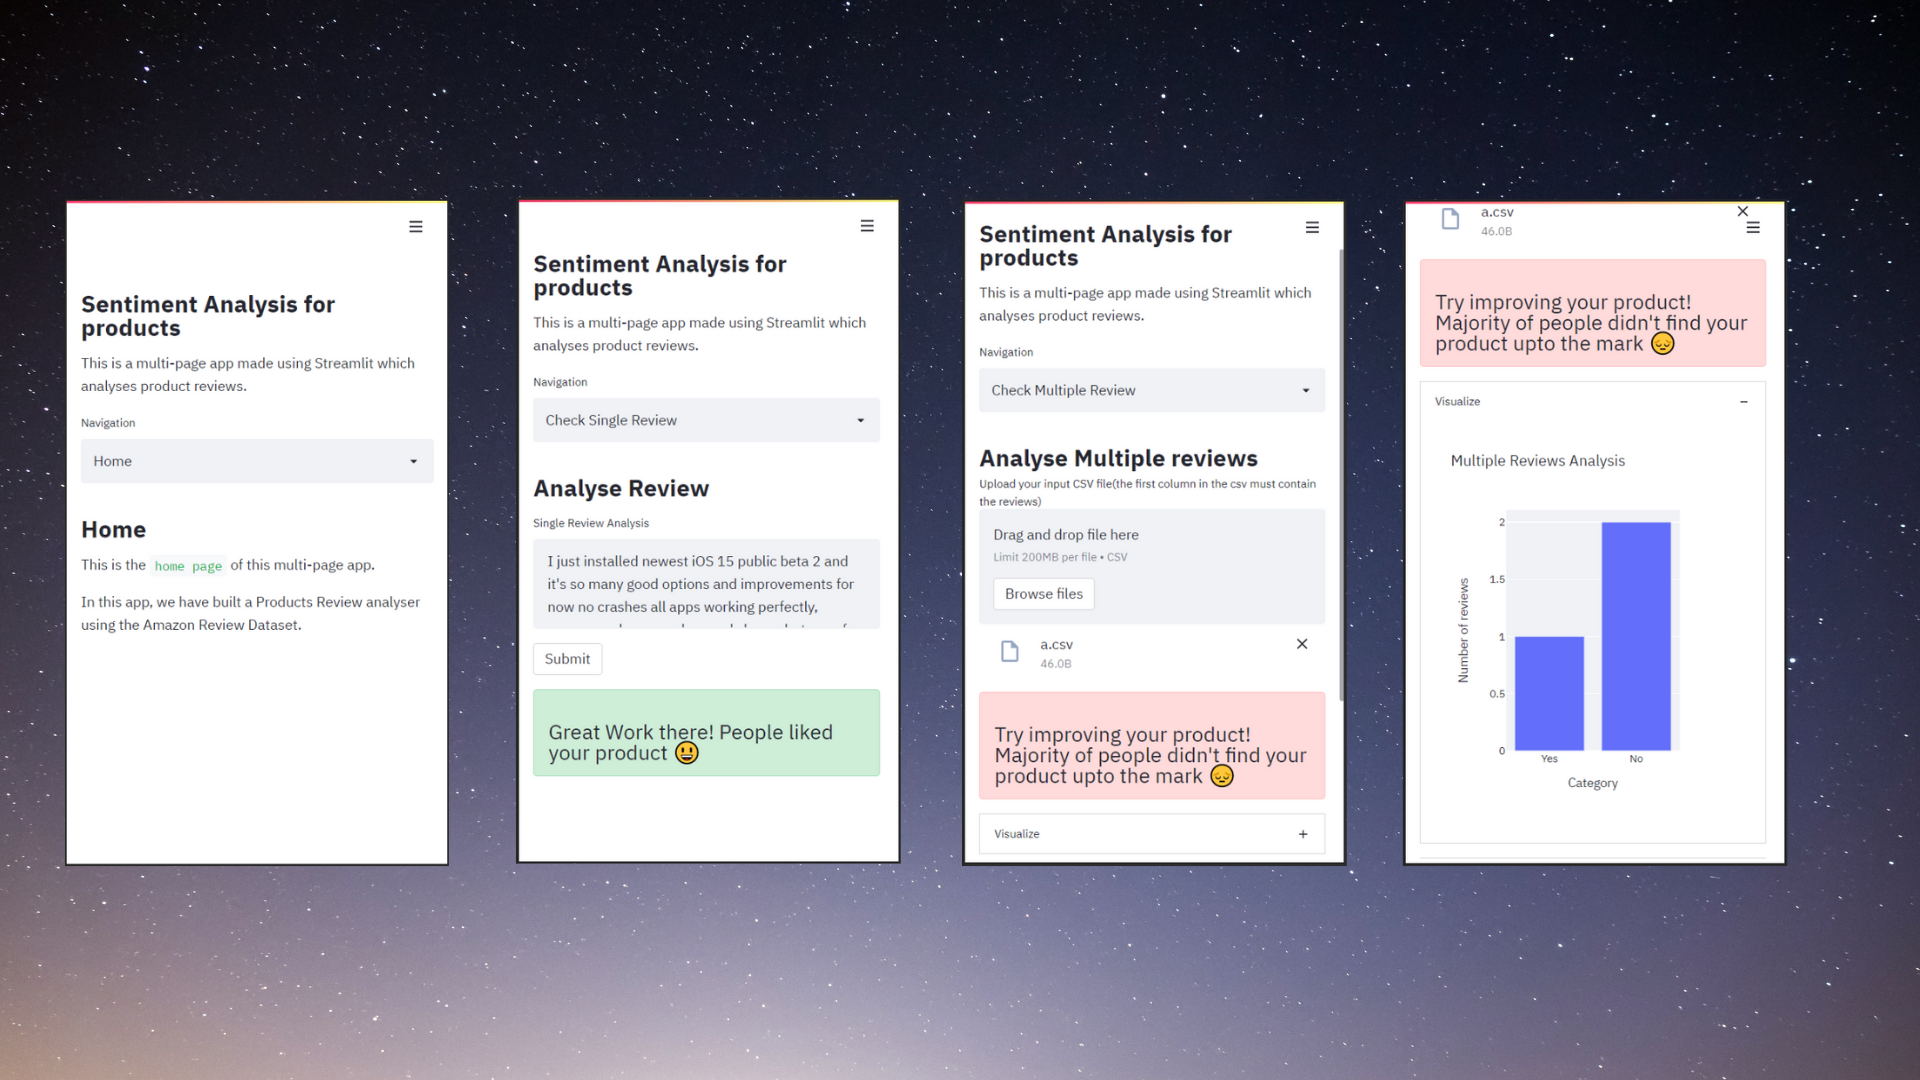 Sentiment Analysis for
products
This is a multi-page app made using Streamlit which
analyses product reviews.
Navigation
Home
Home
This is the home page of this multi-page app.
In this app, we have built a Products Review analyser
using the Amazon Review Dataset.
Sentiment Analysis for
products
This is a multi-page app made using Streamlit which
analyses product reviews.
Navigation
Check Single Review
Analyse Review
Single Review Analysis
I just installed newest iOS 15 public beta 2 and
it's so many good options and improvements for
now no crashes all apps working perfectly,
Submit
Great Work there! People liked
your product 😃
Sentiment Analysis for
products
This is a multi-page app made using Streamlit which
analyses product reviews.
Navigation
Check Multiple Review
Analyse Multiple reviews
Upload your input CSV file(the first column in the csv must contain
the reviews)
Drag and drop file here
Limit 200MB per file • CSV
Browse files
a.csv
46.0B
Try improving your product!
Majority of people didn't find your
product upto the mark 😔
Visualize
a.csv
46.0B
Try improving your product!
Majority of people didn't find your
product upto the mark 😔
Visualize
Multiple Reviews Analysis
2
1.5
1
0.5
0
Number of reviews
Yes No
Category